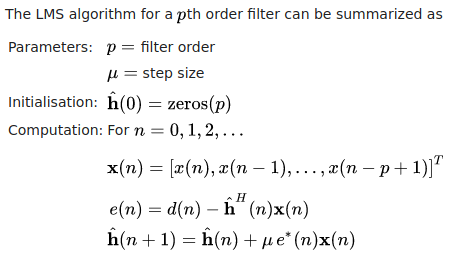 The LMS algorithm for a pth order filter can be summarized as
Parameters: p = filter order
μ = step size
Initialisation: ĥ(0) = zeros(p)
Computation: For n = 0, 1, 2, . . .
x(n) = [x(n), x(n − 1), . . . , x(n − p + 1)]ᵀ
e(n) = d(n) − ĥᴴ(n)x(n)
ĥ(n + 1) = ĥ(n) + μ e*(n)x(n)